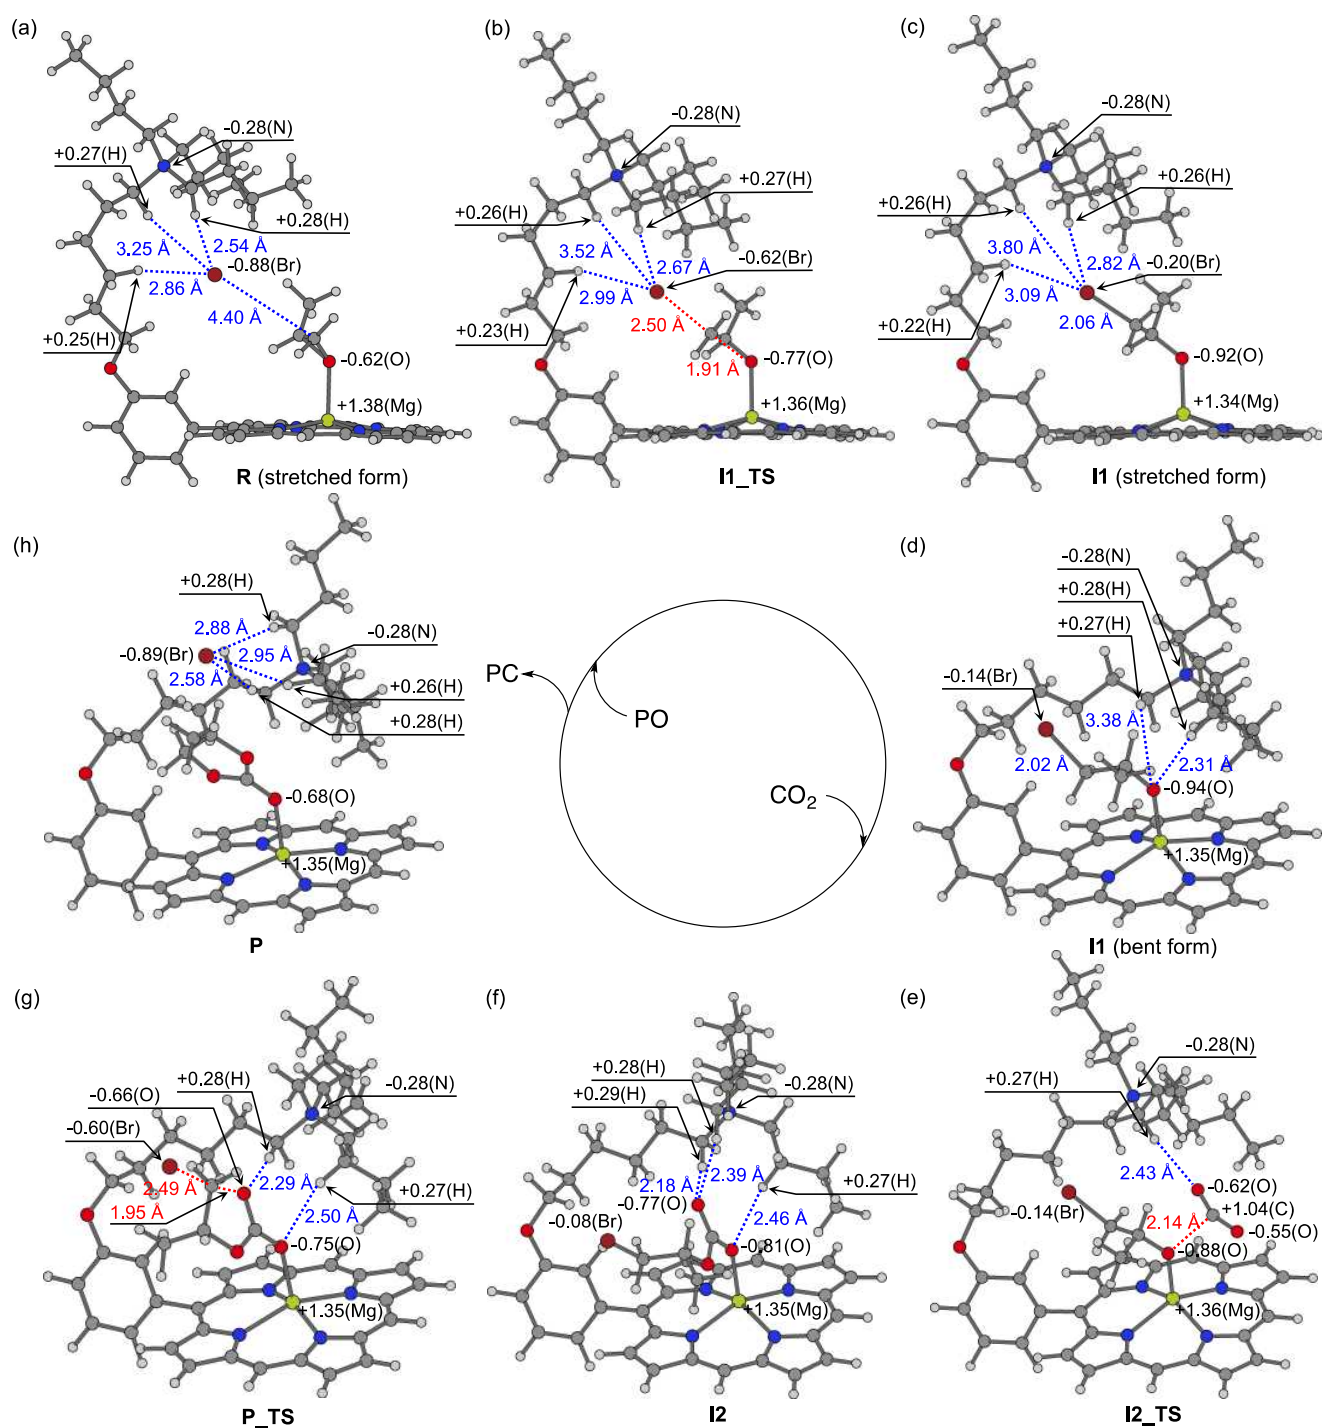 (a)
-0.28(N)
+0.27(H)
+0.28(H)
3.25 Å
2.54 Å
-0.88(Br)
2.86 Å
4.40 Å
+0.25(H)
-0.62(O)
+1.38(Mg)
R (stretched form)
(b)
-0.28(N)
+0.27(H)
+0.26(H)
3.52 Å
2.67 Å
-0.62(Br)
2.99 Å
2.50 Å
+0.23(H)
-0.77(O)
1.91 Å
+1.36(Mg)
I1_TS
(c)
-0.28(N)
+0.26(H)
+0.26(H)
3.80 Å
2.82 Å
-0.20(Br)
3.09 Å
2.06 Å
+0.22(H)
-0.92(O)
+1.34(Mg)
I1 (stretched form)
(h)
+0.28(H)
2.88 Å
-0.28(N)
-0.89(Br)
2.95 Å
2.58 Å
+0.26(H)
+0.28(H)
-0.68(O)
+1.35(Mg)
P
PC
PO
CO2
(d)
-0.28(N)
+0.28(H)
+0.27(H)
-0.14(Br)
3.38 Å
2.02 Å
2.31 Å
-0.94(O)
+1.35(Mg)
I1 (bent form)
(g)
+0.28(H)
-0.28(N)
-0.66(O)
-0.60(Br)
2.49 Å
2.29 Å
+0.27(H)
1.95 Å
2.50 Å
-0.75(O)
+1.35(Mg)
P_TS
(f)
+0.28(H)
-0.28(N)
+0.29(H)
2.39 Å
2.18 Å
+0.27(H)
-0.77(O)
2.46 Å
-0.08(Br)
-0.81(O)
+1.35(Mg)
I2
(e)
-0.28(N)
+0.27(H)
2.43 Å
-0.62(O)
-0.14(Br)
+1.04(C)
2.14 Å
-0.55(O)
-0.88(O)
+1.36(Mg)
I2_TS